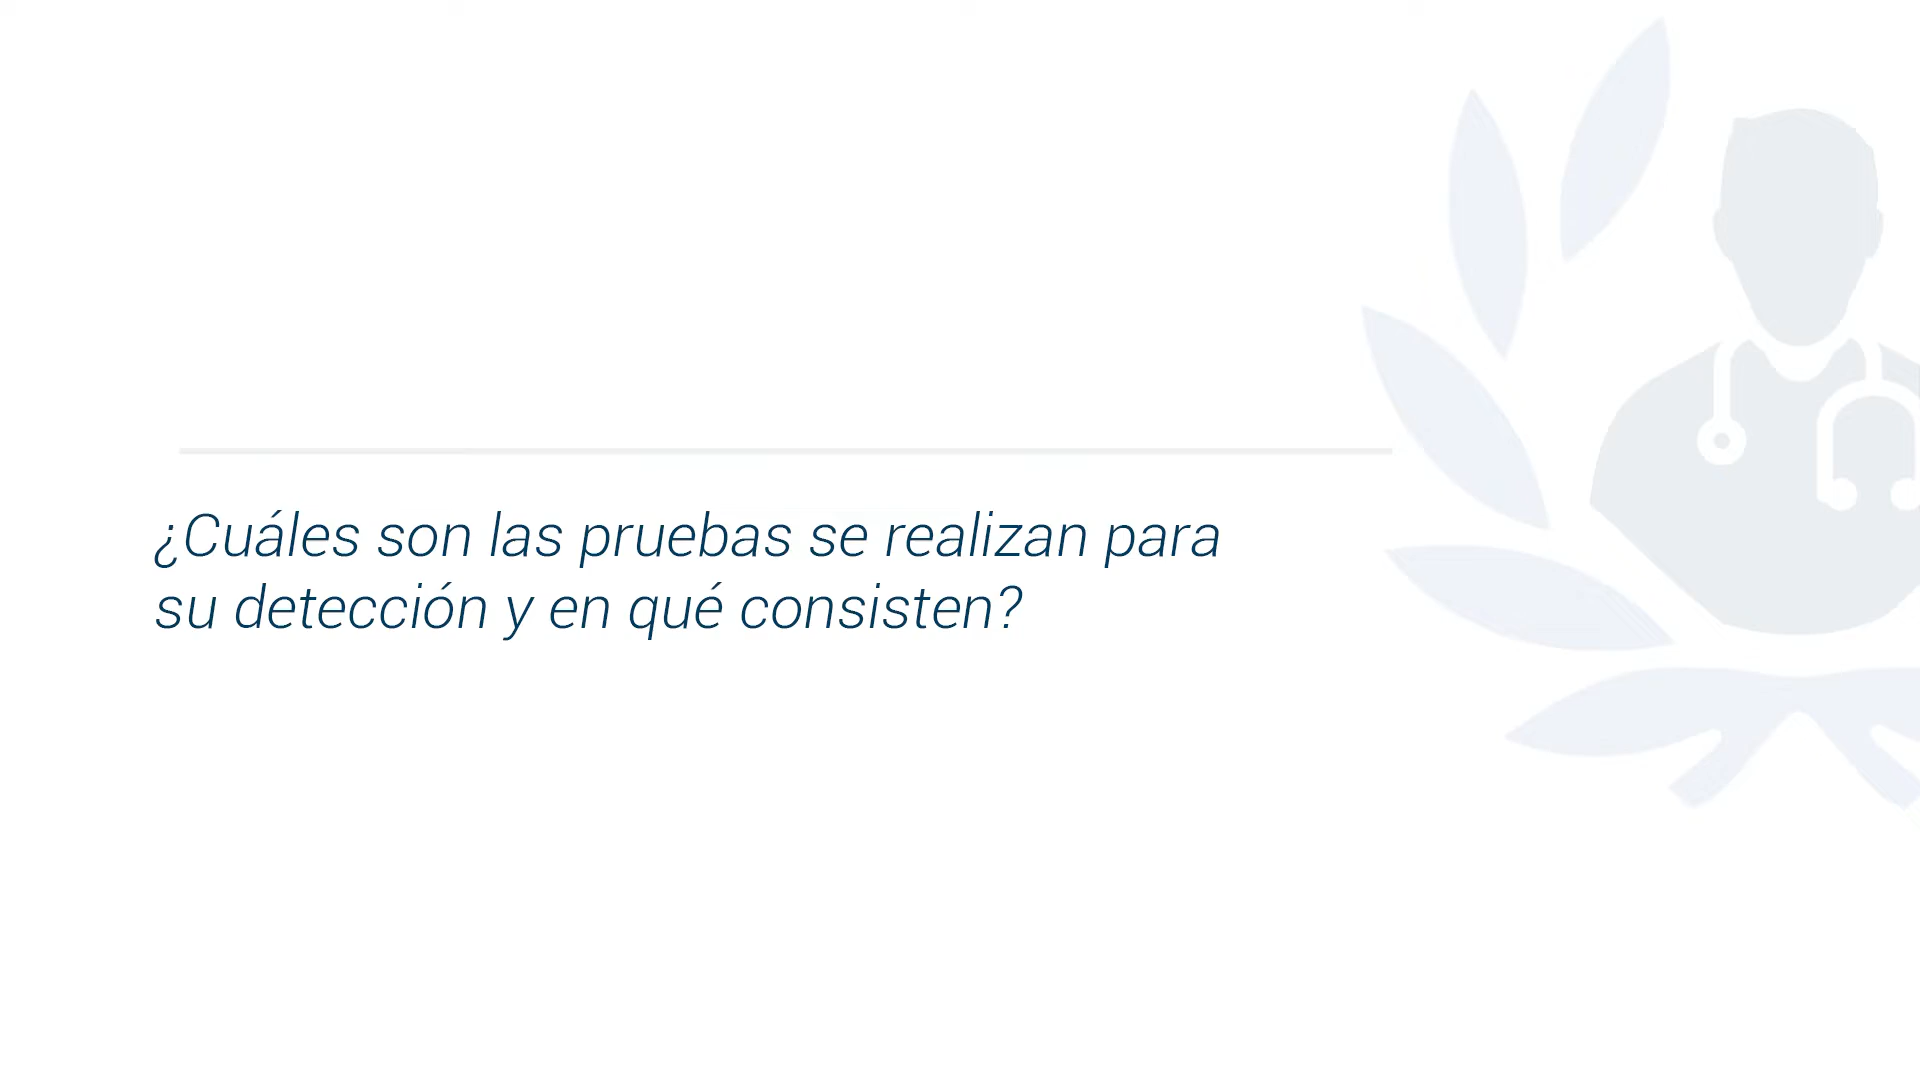 ¿Cuáles son las pruebas se realizan para
su detección y en qué consisten?